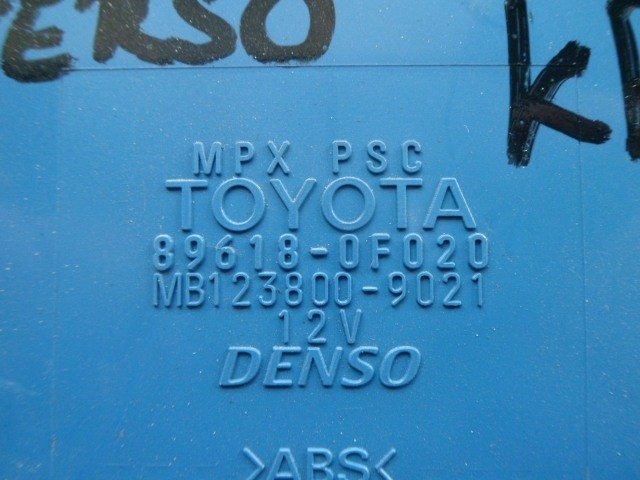 ERSO
MPX PSC
TOYOTA
89618-0F020
MB123800-9021
12V
DENSO
>ABS<